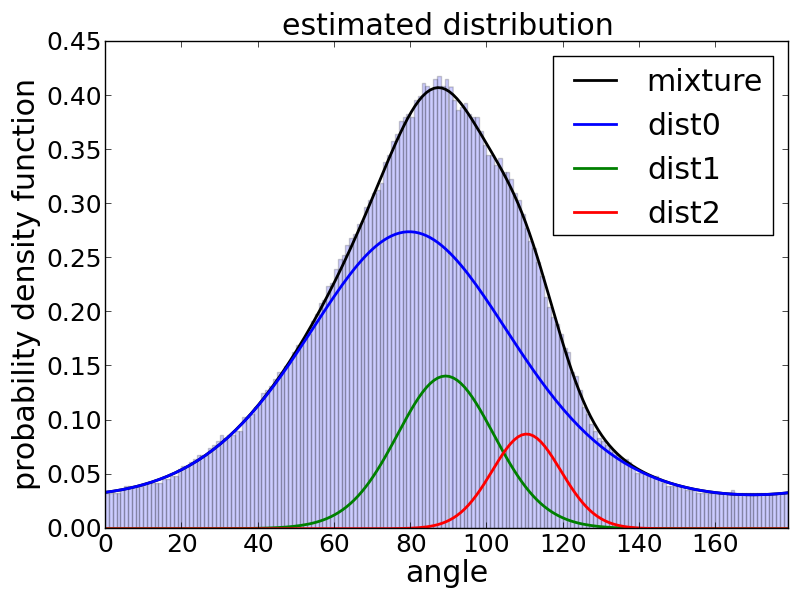 estimated distribution
probability density function
0.45
0.40
0.35
0.30
0.25
0.20
0.15
0.10
0.05
0.00
mixture
dist0
dist1
dist2
0 20 40 60 80 100 120 140 160
angle